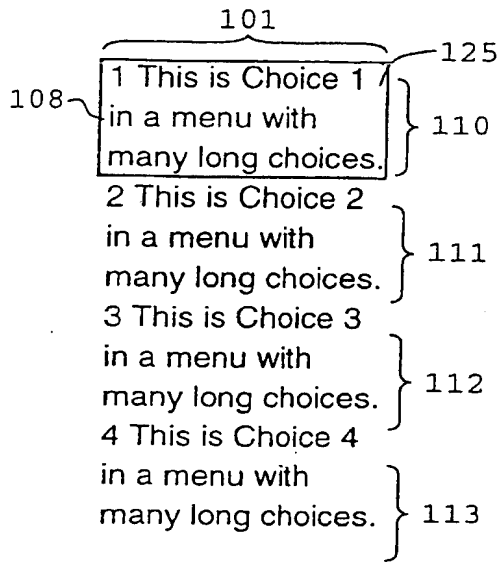 101
125
1 This is Choice 1
108
in a menu with
110
many long choices.
2 This is Choice 2
in a menu with
111
many long choices.
3 This is Choice 3
in a menu with
112
many long choices.
4 This is Choice 4
in a menu with
many long choices.
113